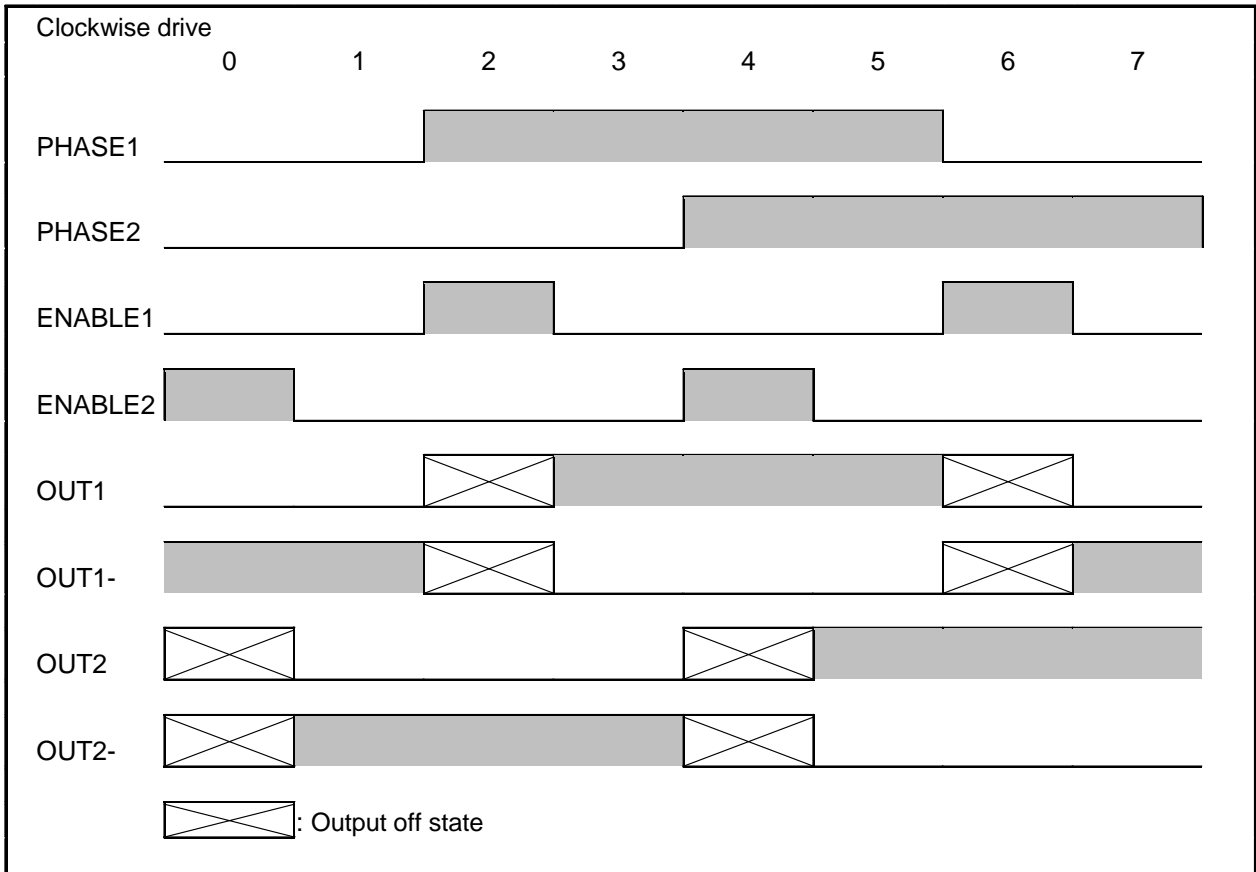 Clockwise drive
0 1 2 3 4 5 6 7
PHASE1
PHASE2
ENABLE1
ENABLE2
OUT1
OUT1-
OUT2
OUT2-
: Output off state